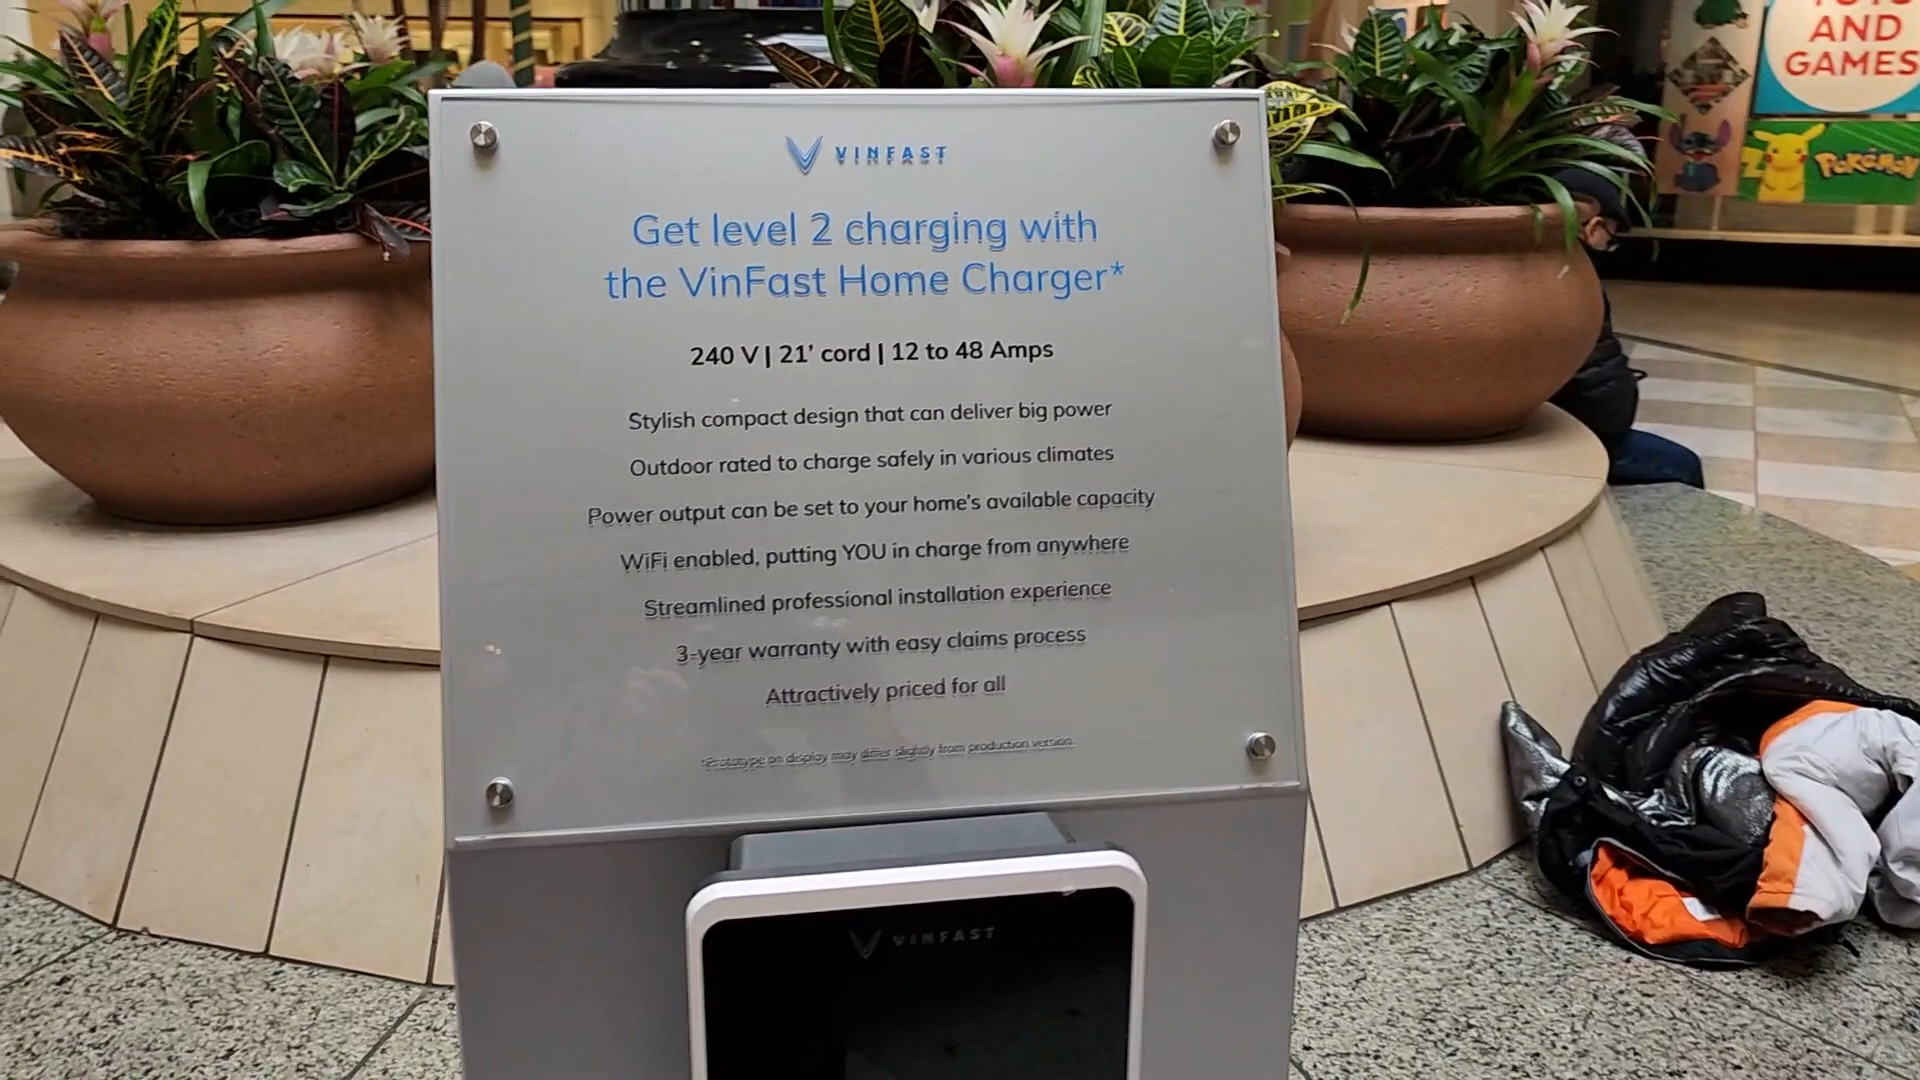 VINFAST
Get level 2 charging with
the VinFast Home Charger*
240 V | 21' cord | 12 to 48 Amps
Stylish compact design that can deliver big power
Outdoor rated to charge safely in various climates
Power output can be set to your home's available capacity
WiFi enabled, putting YOU in charge from anywhere
Streamlined professional installation experience
3-year warranty with easy claims process
Attractively priced for all
*Prototype on display may differ slightly from production version.
VINFAST
AND
GAMES
Pokémon